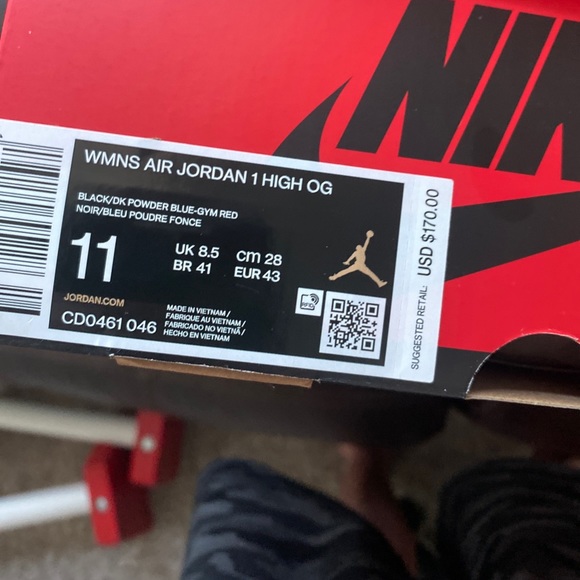 NIK
WMNS AIR JORDAN 1 HIGH OG
BLACK/DK POWDER BLUE-GYM RED
NOIR/BLEU POUDRE FONCE
11
UK 8.5 cm 28
BR 41 EUR 43
JORDAN.COM
CD0461 046
MADE IN VIETNAM /
FABRIQUE AU VIETNAM /
FABRICADO NO VIETNÃ /
HECHO EN VIETNAM
RFID
SUGGESTED RETAIL: USD $170.00